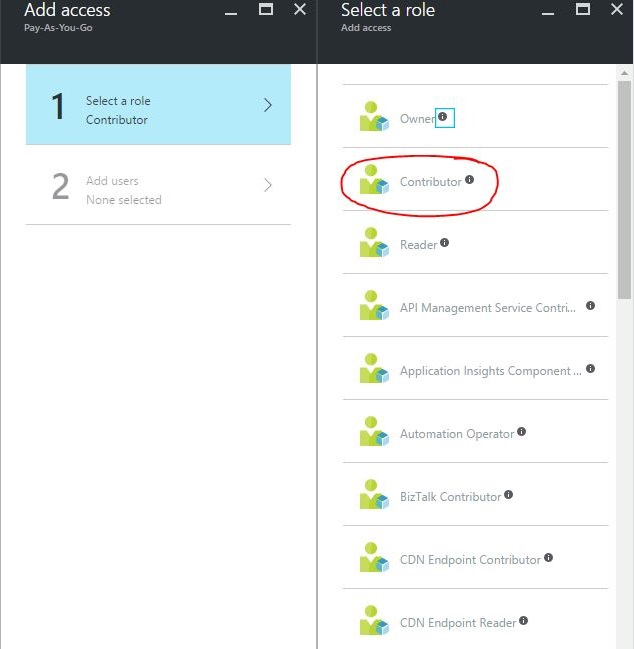 Add access
Pay-As-You-Go
1
Select a role
Contributor
2
Add users
None selected
Select a role
Add access
Owner
Contributor
Reader
API Management Service Contri...
Application Insights Component ...
Automation Operator
BizTalk Contributor
CDN Endpoint Contributor
CDN Endpoint Reader